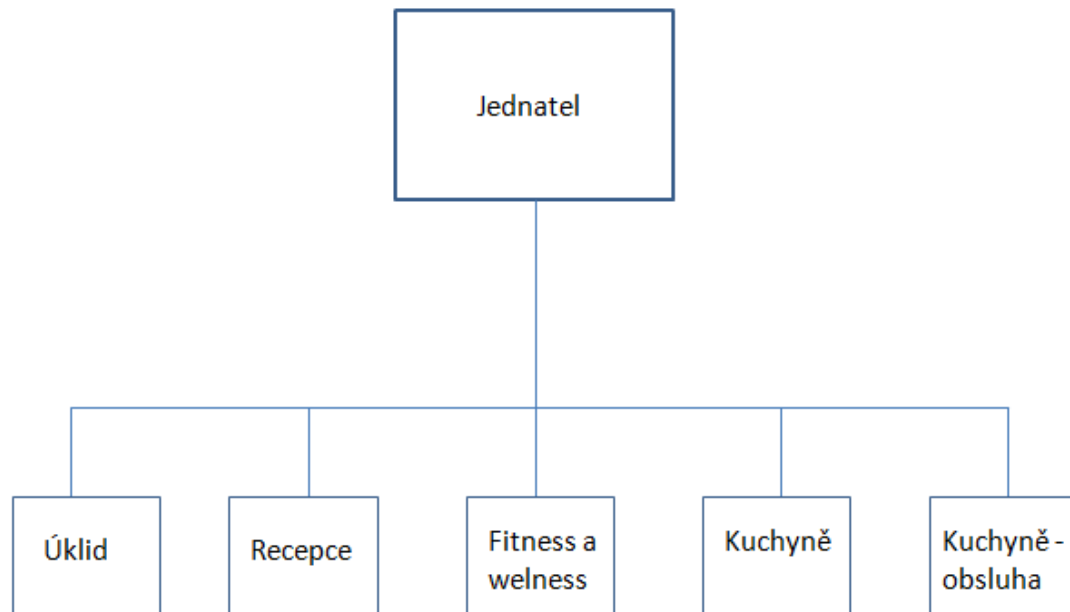 Jednatel
Úklid
Recepce
Fitness a
welness
Kuchyně
Kuchyně -
obsluha